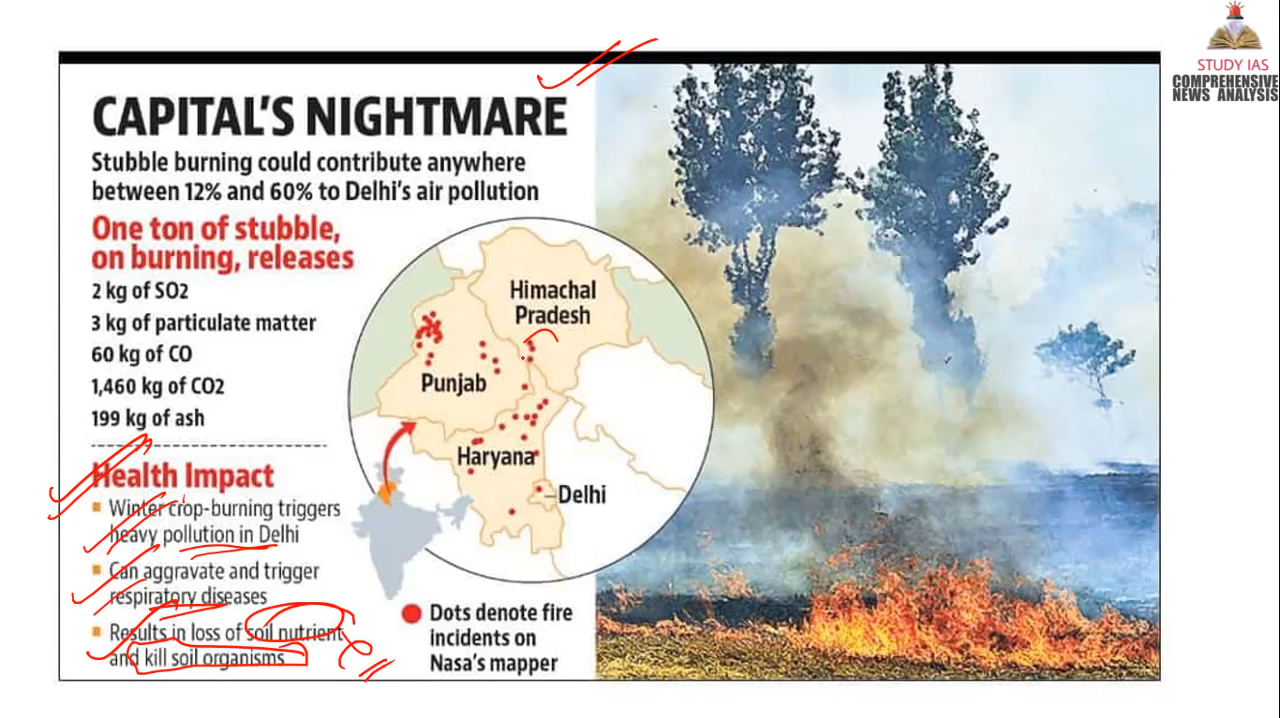 STUDY IAS
COMPREHENSIVE
NEWS ANALYSIS
CAPITAL'S NIGHTMARE
Stubble burning could contribute anywhere
between 12% and 60% to Delhi's air pollution
One ton of stubble,
on burning, releases
2 kg of SO2
3 kg of particulate matter
60 kg of CO
1,460 kg of CO2
199 kg of ash
Health Impact
Winter crop-burning triggers
heavy pollution in Delhi
Can aggravate and trigger
respiratory diseases
Results in loss of soil nutrient
and kill soil organisms
Himachal
Pradesh
Punjab
Haryana
Delhi
Dots denote fire
incidents on
Nasa's mapper